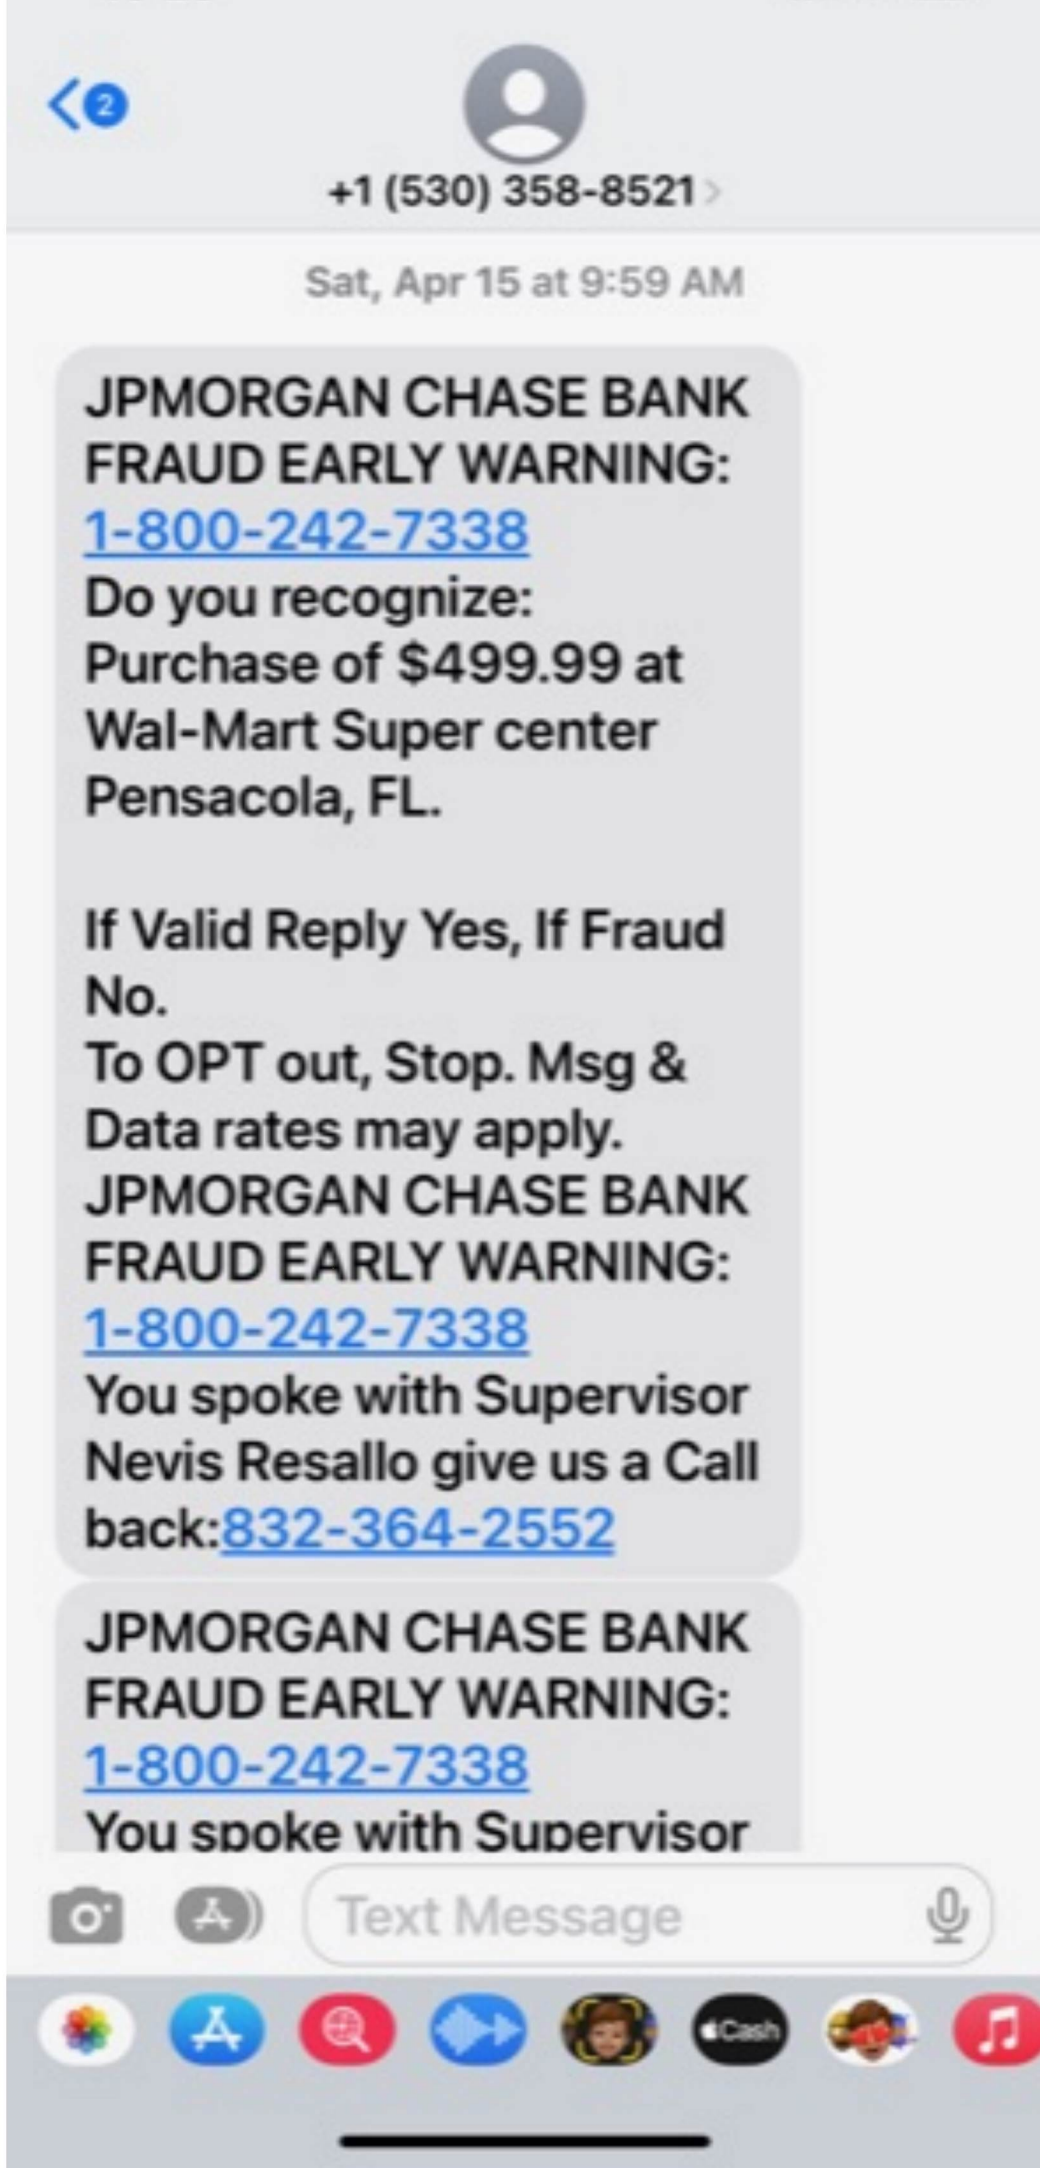 2
+1 (530) 358-8521
Sat, Apr 15 at 9:59 AM
JPMORGAN CHASE BANK
FRAUD EARLY WARNING:
1-800-242-7338
Do you recognize:
Purchase of $499.99 at
Wal-Mart Super center
Pensacola, FL.
If Valid Reply Yes, If Fraud
No.
To OPT out, Stop. Msg &
Data rates may apply.
JPMORGAN CHASE BANK
FRAUD EARLY WARNING:
1-800-242-7338
You spoke with Supervisor
Nevis Resallo give us a Call
back:832-364-2552
JPMORGAN CHASE BANK
FRAUD EARLY WARNING:
1-800-242-7338
You spoke with Supervisor
Text Message
Cash